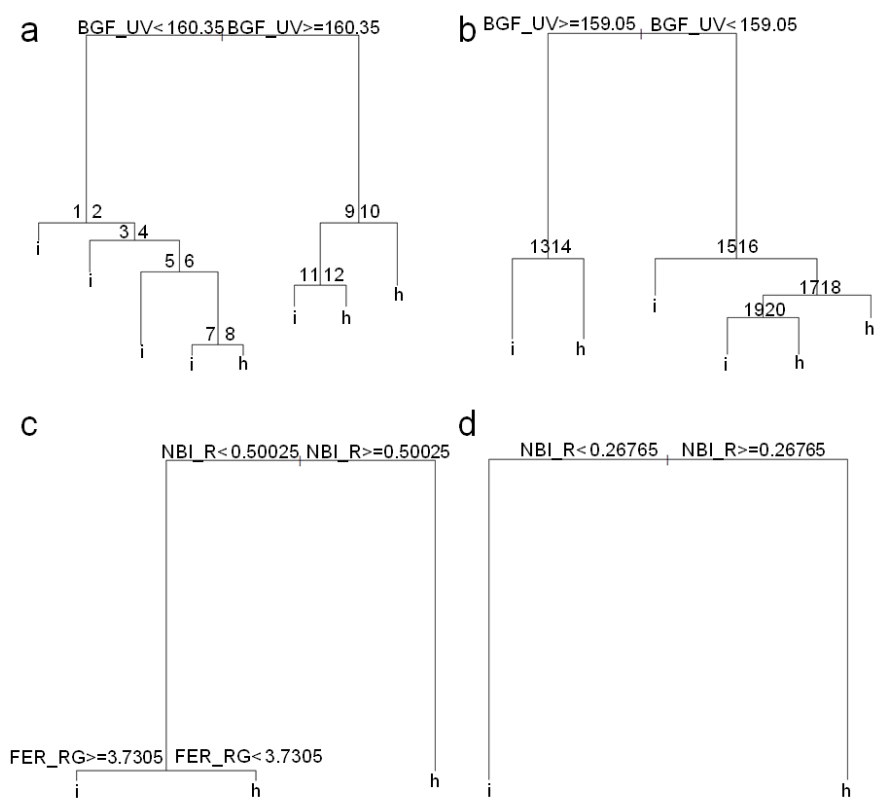 a
BGF_UV<160.35 BGF_UV>=160.35
1 2
i
3 4
i
5 6
i
7 8
i h
9 10
11 12
i h
h
b
BGF_UV>=159.05 BGF_UV<159.05
1314
i h
1516
i
1718
1920
i h
h
c
NBI_R<0.50025 NBI_R>=0.50025
FER_RG>=3.7305 FER_RG<3.7305
i h
h
d
NBI_R<0.26765 NBI_R>=0.26765
i h